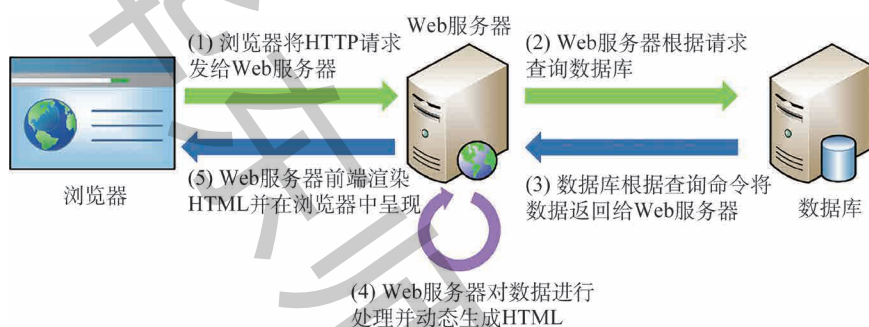 Web服务器
(1) 浏览器将HTTP请求
发给Web服务器
(2) Web服务器根据请求
查询数据库
浏览器
(5) Web服务器前端渲染
HTML并在浏览器中呈现
(3) 数据库根据查询命令将
数据返回给Web服务器
数据库
(4) Web服务器对数据进行
处理并动态生成HTML